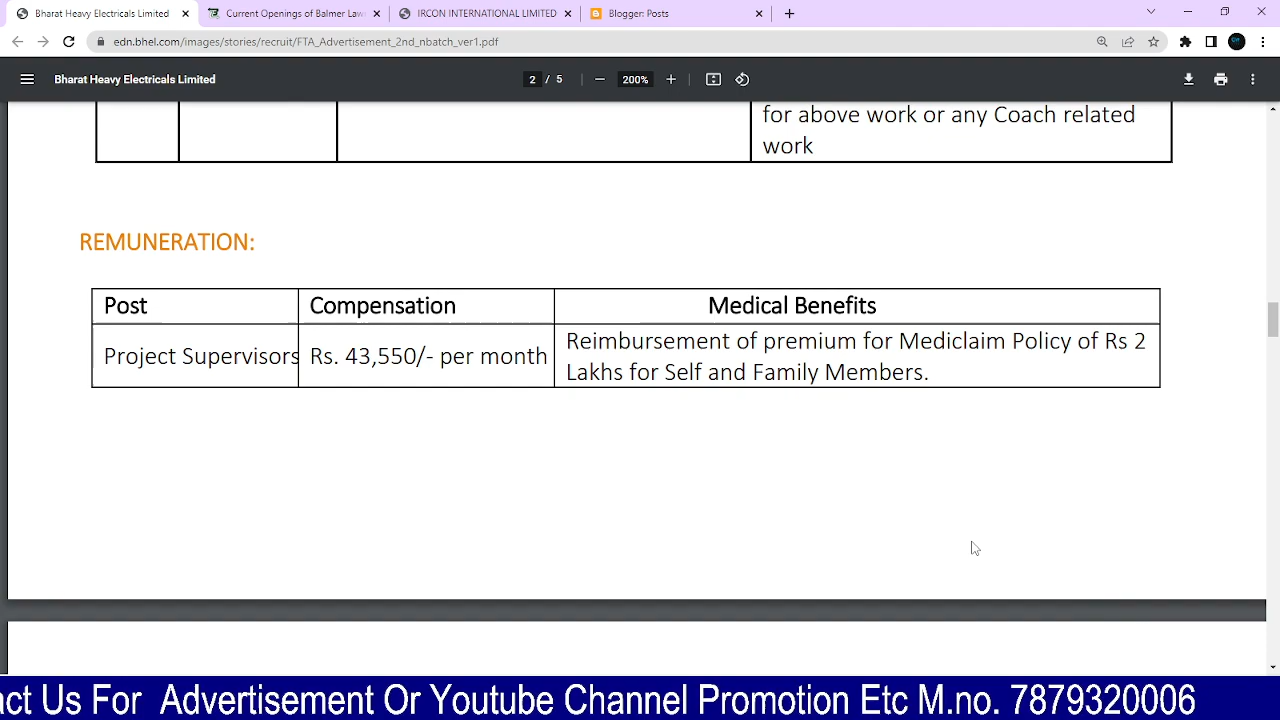 Bharat Heavy Electricals Limited
Current Openings of Balmer Law
IRCON INTERNATIONAL LIMITED
Blogger: Posts
edn.bhel.com/images/stories/recruit/FTA_Advertisement_2nd_nbatch_ver1.pdf
Bharat Heavy Electricals Limited
2 / 5
200%
for above work or any Coach related
work
REMUNERATION:
Post Compensation Medical Benefits
Project Supervisors Rs. 43,550/- per month Reimbursement of premium for Mediclaim Policy of Rs 2
Lakhs for Self and Family Members.
act Us For Advertisement Or Youtube Channel Promotion Etc M.no. 7879320006